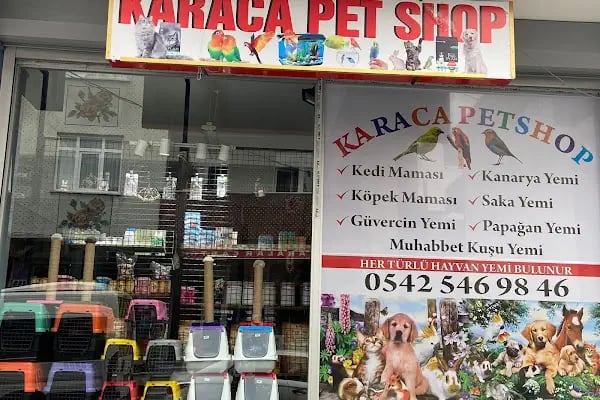 KARACA PET SHOP
KARACA PETSHOP
Kedi Maması
Kanarya Yemi
Köpek Maması
Saka Yemi
Güvercin Yemi
Papağan Yemi
Muhabbet Kuşu Yemi
HER TÜRLÜ HAYVAN YEMİ BULUNUR
0542 546 98 46